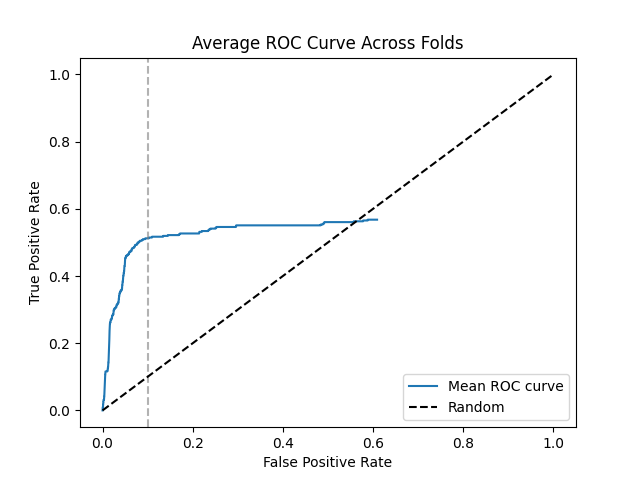 Average ROC Curve Across Folds
True Positive Rate
1.0
0.8
0.6
0.4
0.2
0.0
0.0 0.2 0.4 0.6 0.8 1.0
False Positive Rate
Mean ROC curve
Random